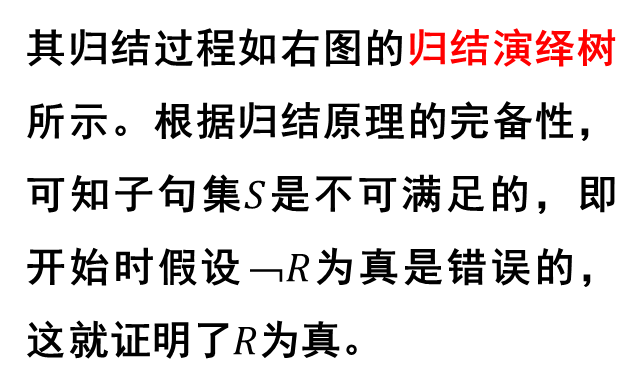 其归结过程如右图的归结演绎树
所示。根据归结原理的完备性，
可知子句集S是不可满足的，即
开始时假设¬R为真是错误的，
这就证明了R为真。